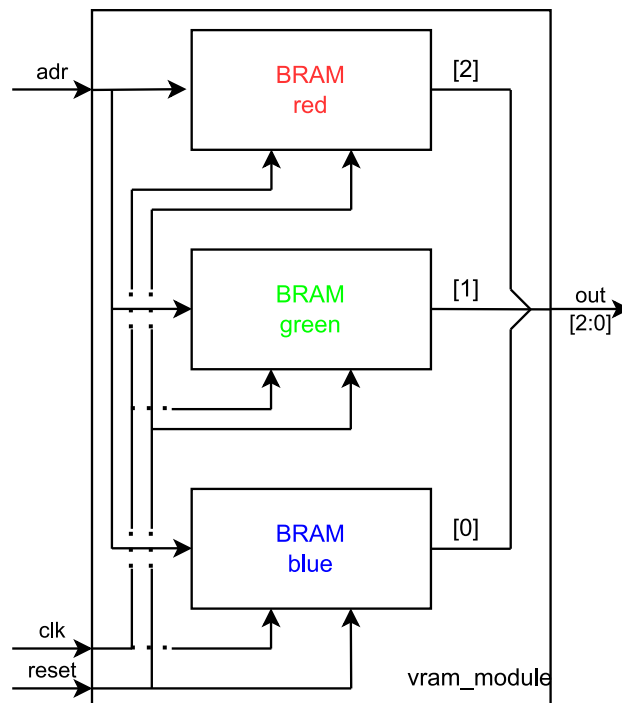 adr
BRAM
red
[2]
BRAM
green
[1]
out
[2:0]
BRAM
blue
[0]
clk
reset
vram_module